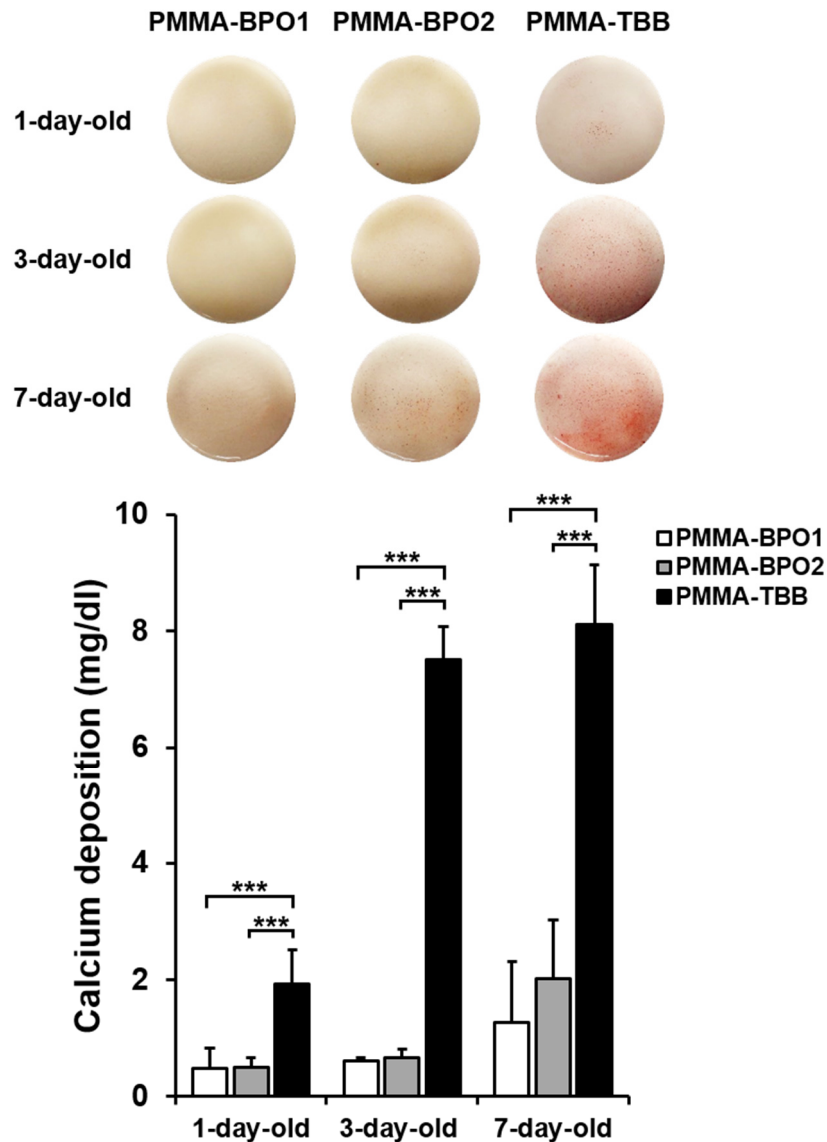 PMMA-BPO1 PMMA-BPO2 PMMA-TBB
1-day-old
3-day-old
7-day-old
Calcium deposition (mg/dl)
10
8
6
4
2
0
*** ***
*** ***
*** ***
PMMA-BPO1
PMMA-BPO2
PMMA-TBB
1-day-old 3-day-old 7-day-old